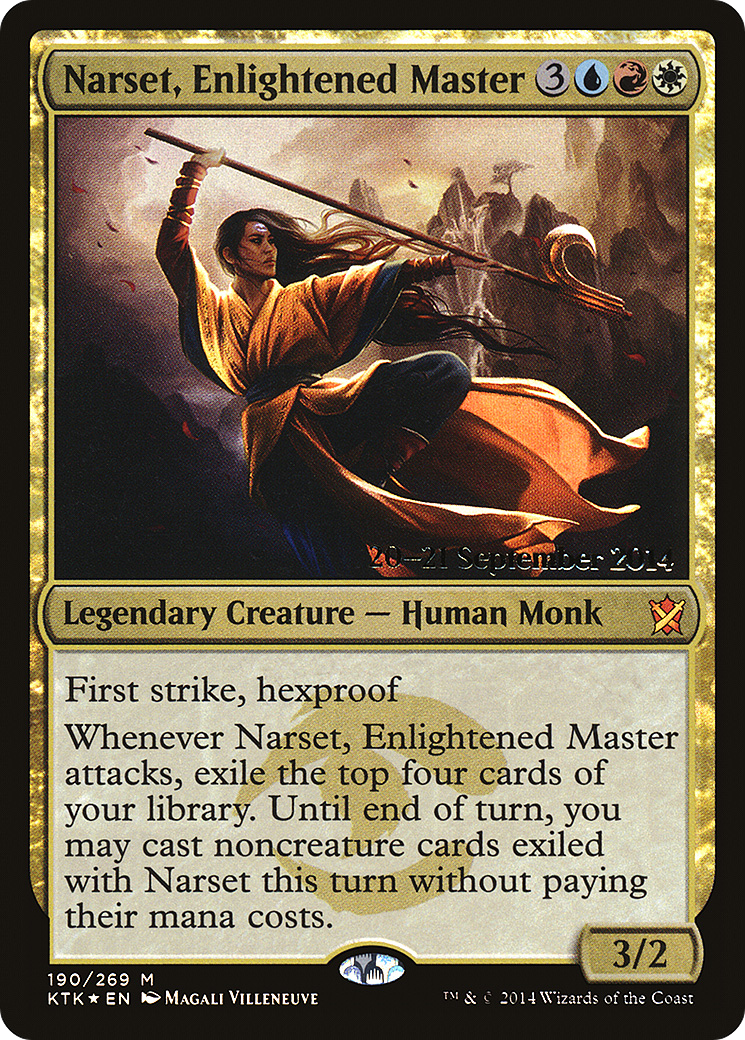 Narset, Enlightened Master 3
20–21 September 2014
Legendary Creature — Human Monk
First strike, hexproof
Whenever Narset, Enlightened Master
attacks, exile the top four cards of
your library. Until end of turn, you
may cast noncreature cards exiled
with Narset this turn without paying
their mana costs.
3/2
190/269 M
KTK ★ EN Magali Villeneuve
™ & © 2014 Wizards of the Coast